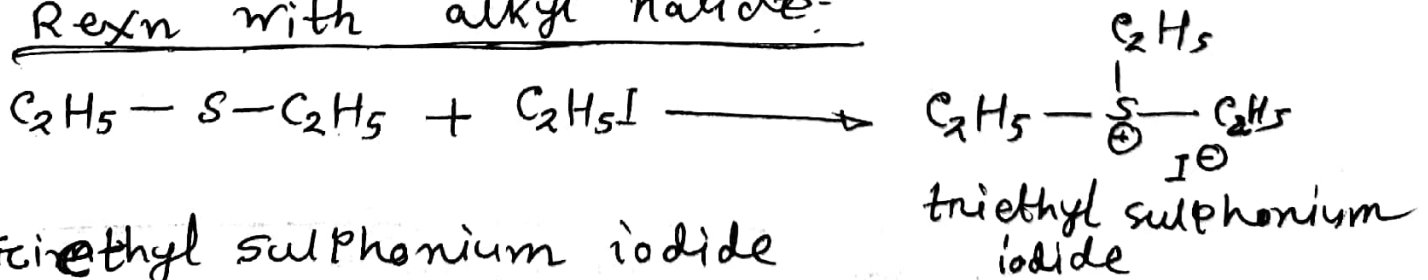 Rexn with alkyl halide:
C₂H₅
C₂H₅ — S — C₂H₅ + C₂H₅I ⟶ C₂H₅ — S — C₂H₅
⊕
I⊖
triethyl sulphonium
iodide
triethyl sulphonium iodide